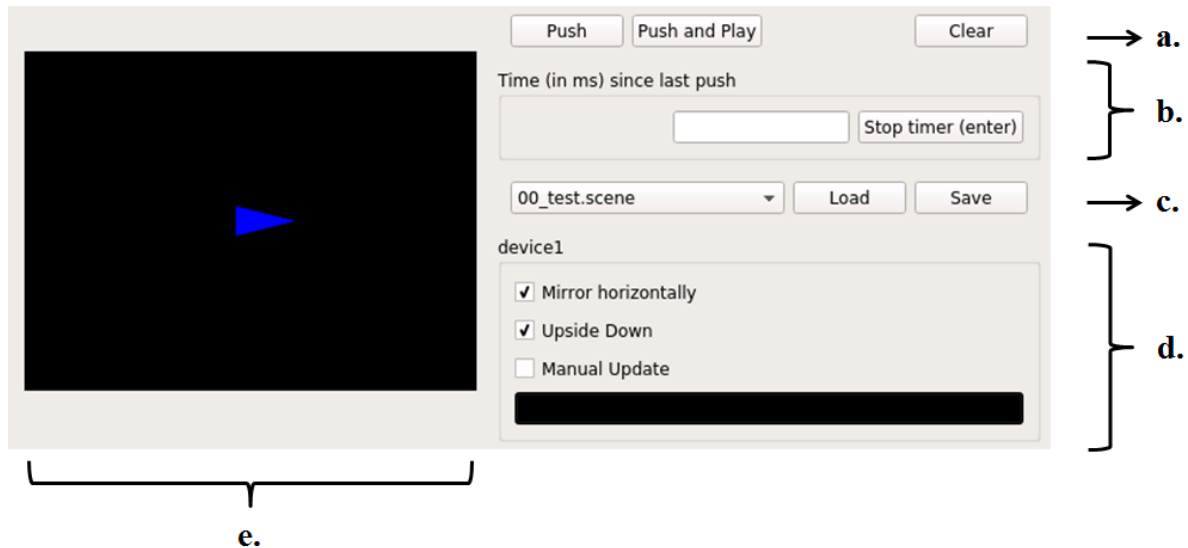 Push Push and Play Clear
a.
Time (in ms) since last push
Stop timer (enter)
b.
00_test.scene Load Save
c.
device1
Mirror horizontally
Upside Down
Manual Update
d.
e.